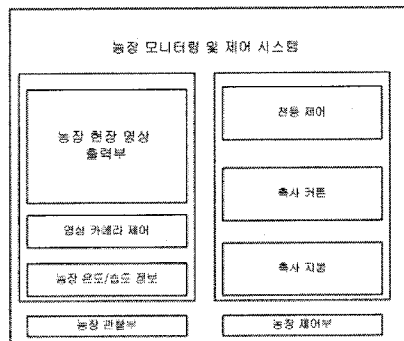 농장 모니터링 및 제어 시스템
농장 현장 영상
출력부
영상 카메라 제어
농장 온도/습도 정보
농장 관찰부
전등 제어
축사 커튼
축사 지붕
농장 제어부